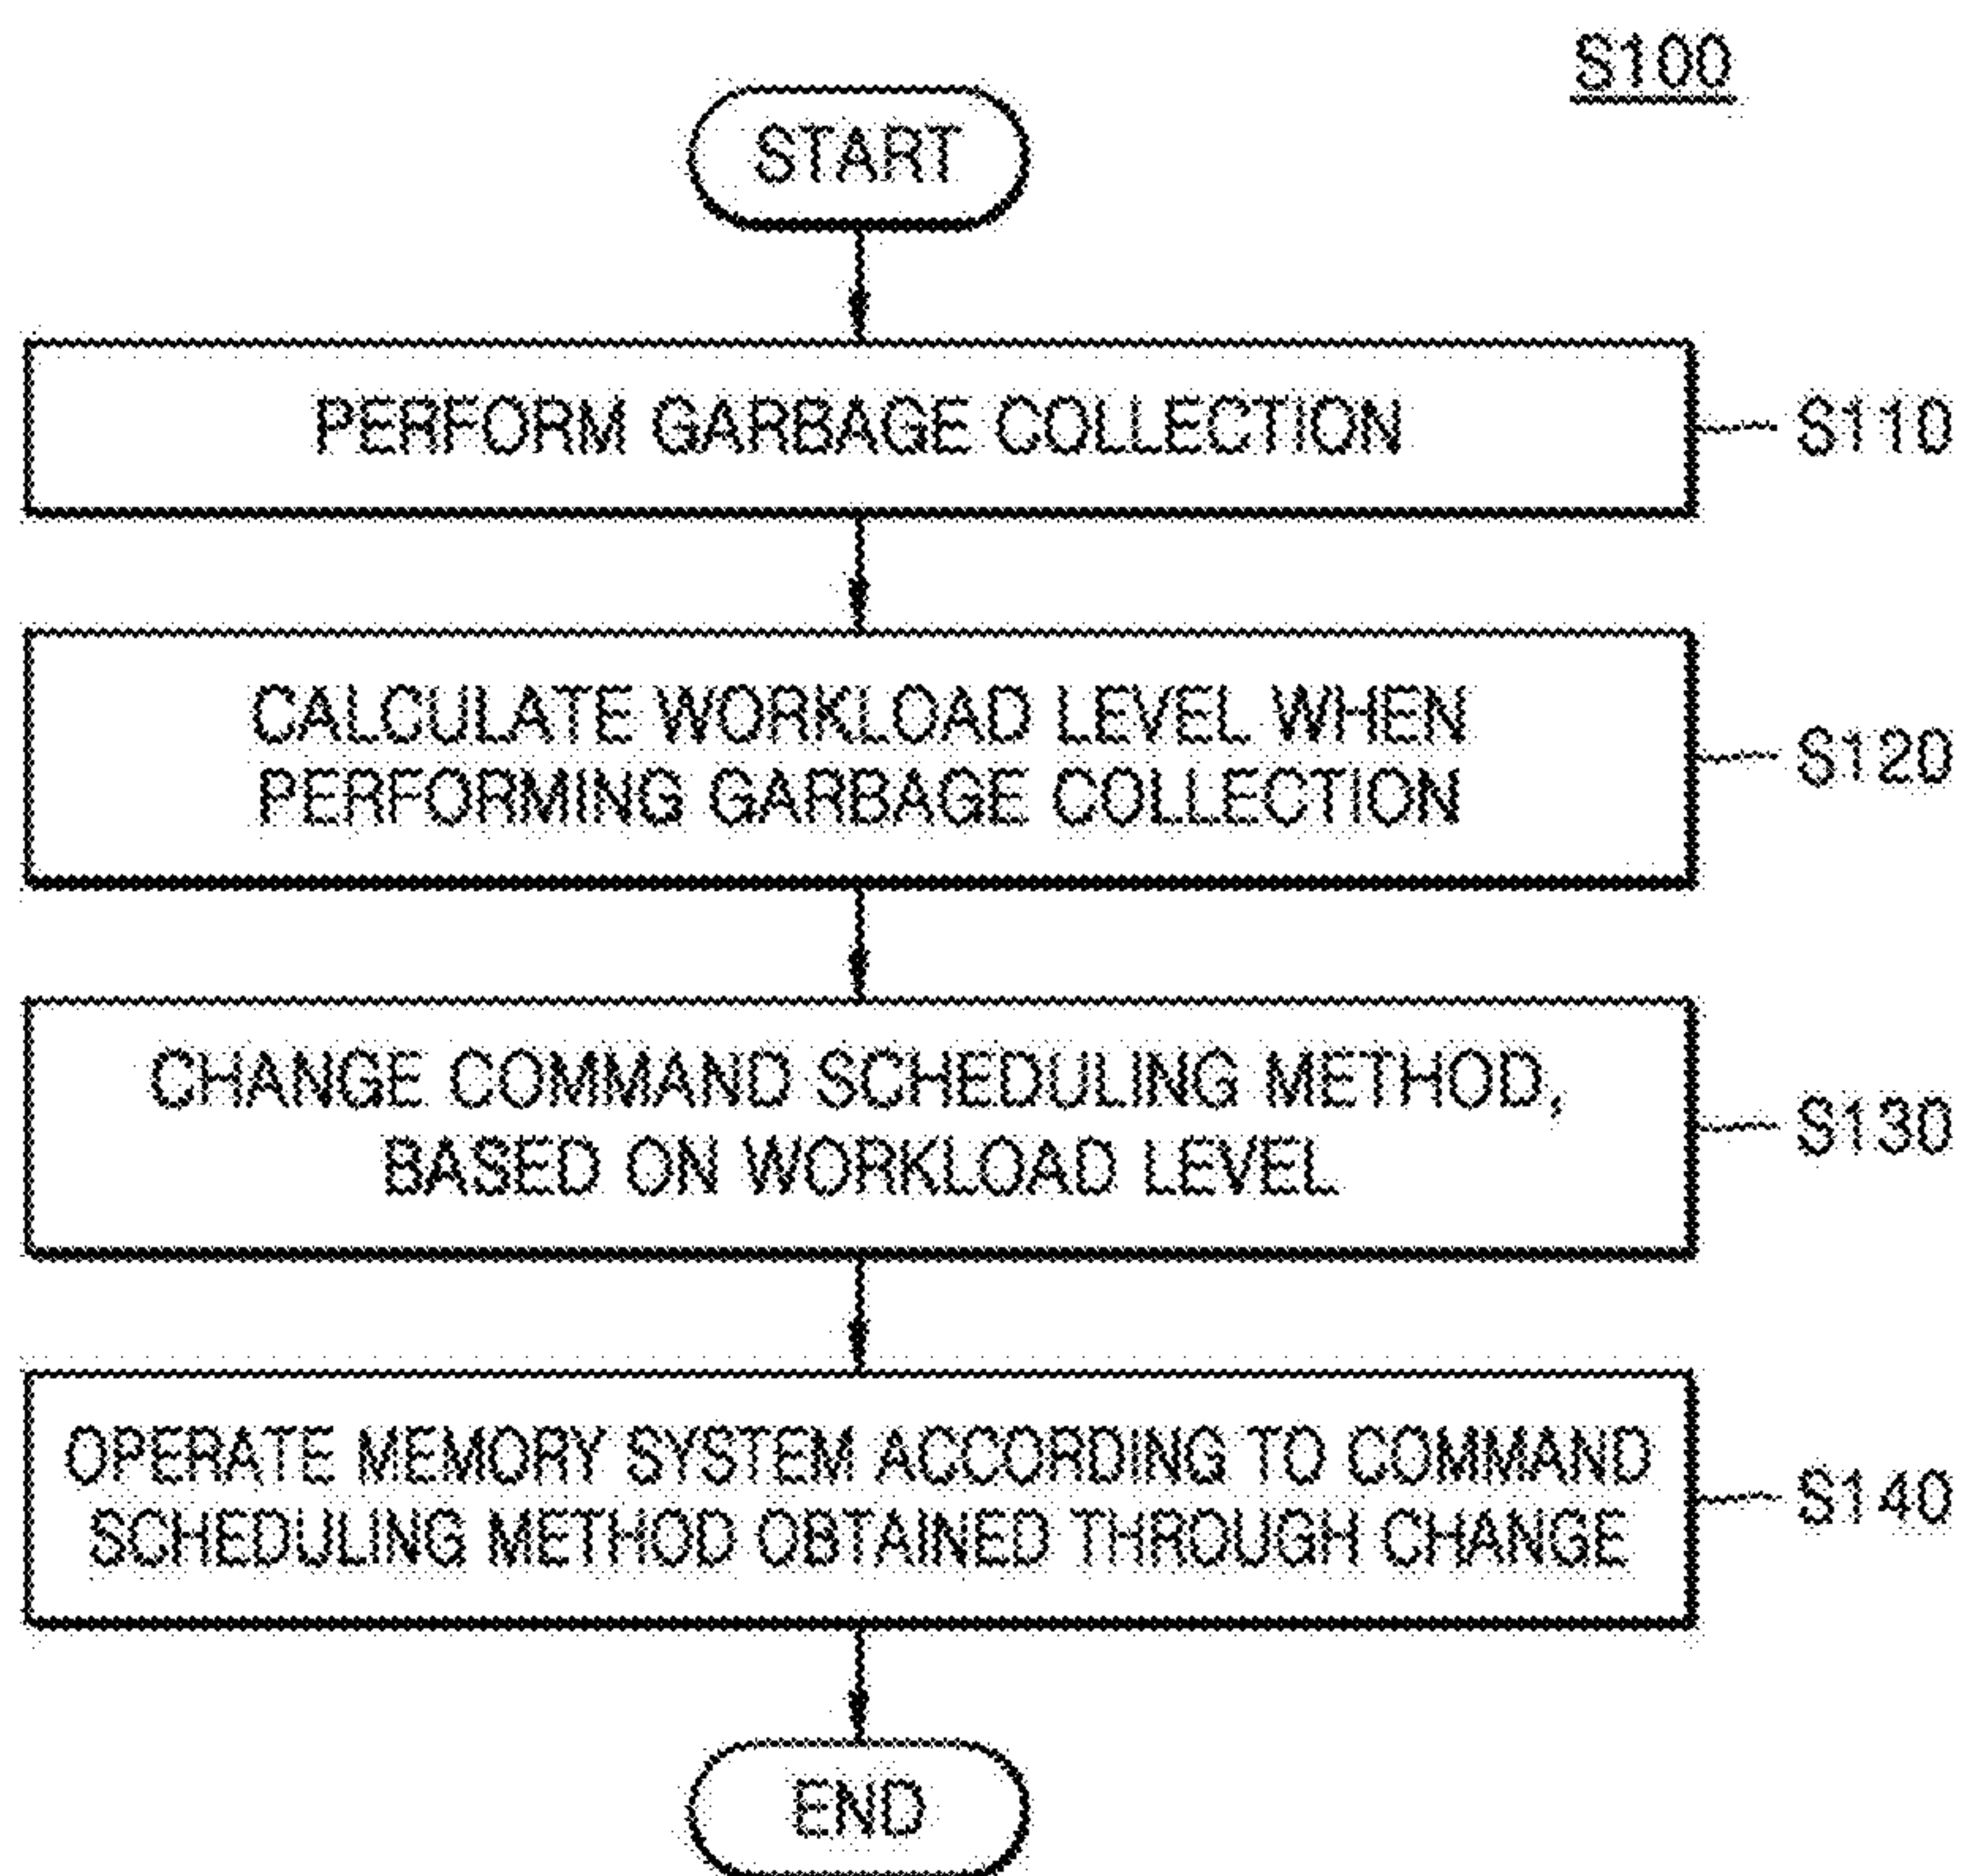 S100
START
PERFORM GARBAGE COLLECTION
S110
CALCULATE WORKLOAD LEVEL WHEN
PERFORMING GARBAGE COLLECTION
S120
CHANGE COMMAND SCHEDULING METHOD,
BASED ON WORKLOAD LEVEL
S130
OPERATE MEMORY SYSTEM ACCORDING TO COMMAND
SCHEDULING METHOD OBTAINED THROUGH CHANGE
S140
END